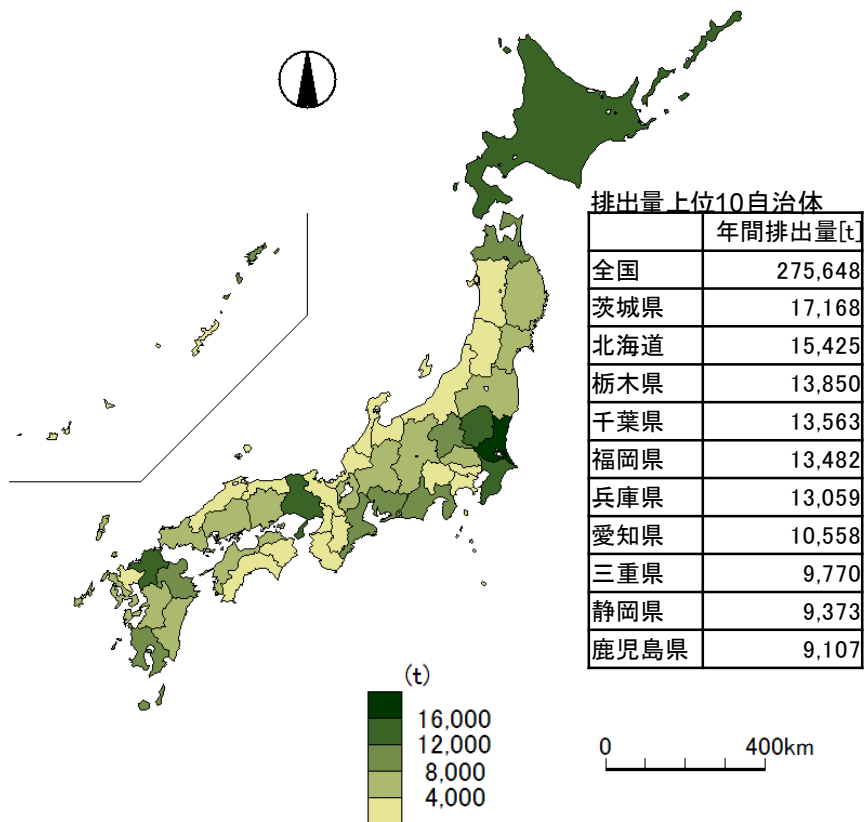 排出量上位10自治体
年間排出量[t]
全国 275,648
茨城県 17,168
北海道 15,425
栃木県 13,850
千葉県 13,563
福岡県 13,482
兵庫県 13,059
愛知県 10,558
三重県 9,770
静岡県 9,373
鹿児島県 9,107
(t)
16,000
12,000
8,000
4,000
0 400km